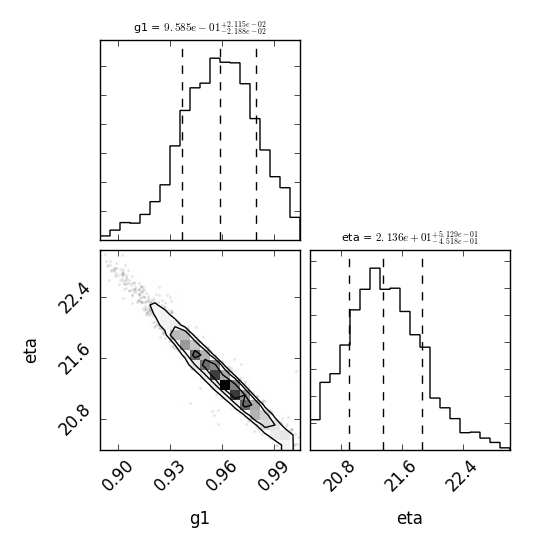 g1 = 9.585e − 01+2.115e−02 −2.188e−02
eta = 2.136e + 01+5.129e−01 −4.518e−01
22.4
21.6
20.8
eta
0.90 0.93 0.96 0.99
20.8 21.6 22.4
g1
eta